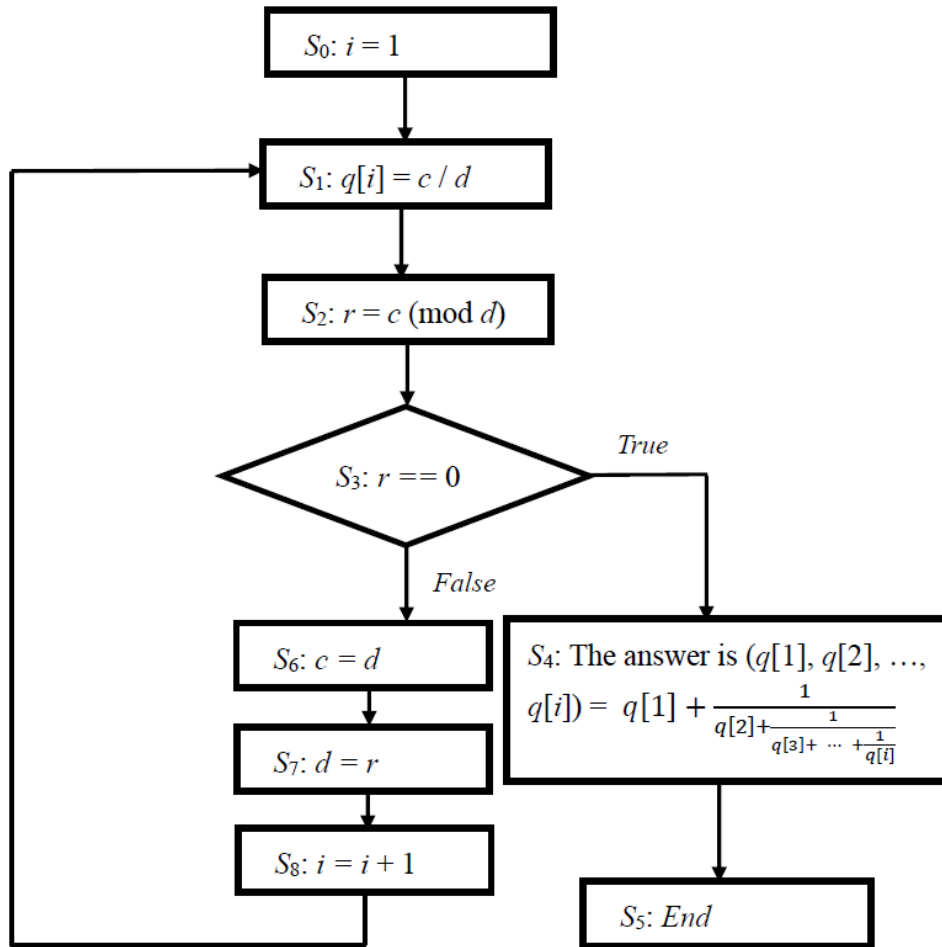 S₀: i = 1
S₁: q[i] = c / d
S₂: r = c (mod d)
S₃: r == 0
True
False
S₆: c = d
S₇: d = r
S₈: i = i + 1
S₄: The answer is (q[1], q[2], …,
q[i]) = q[1] + 1/(q[2]+1/(q[3]+ ⋯ +1/q[i]))
S₅: End